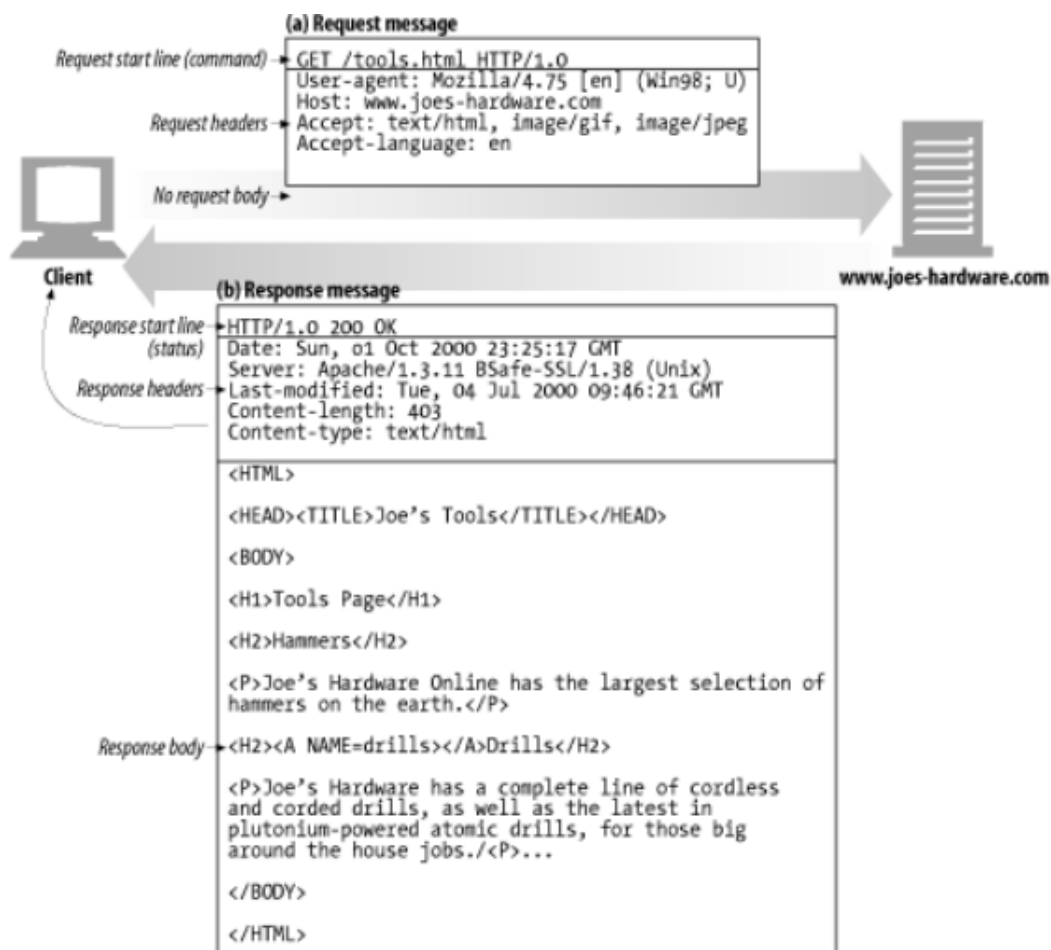 (a) Request message
Request start line (command)
GET /tools.html HTTP/1.0
User-agent: Mozilla/4.75 [en] (Win98; U)
Host: www.joes-hardware.com
Request headers
Accept: text/html, image/gif, image/jpeg
Accept-language: en
No request body
Client
www.joes-hardware.com
(b) Response message
Response start line
(status)
HTTP/1.0 200 OK
Date: Sun, 01 Oct 2000 23:25:17 GMT
Server: Apache/1.3.11 BSafe-SSL/1.38 (Unix)
Response headers
Last-modified: Tue, 04 Jul 2000 09:46:21 GMT
Content-length: 403
Content-type: text/html
<HTML>
<HEAD><TITLE>Joe's Tools</TITLE></HEAD>
<BODY>
<H1>Tools Page</H1>
<H2>Hammers</H2>
<P>Joe's Hardware Online has the largest selection of
hammers on the earth.</P>
Response body
<H2><A NAME=drills></A>Drills</H2>
<P>Joe's Hardware has a complete line of cordless
and corded drills, as well as the latest in
plutonium-powered atomic drills, for those big
around the house jobs./<P>...
</BODY>
</HTML>